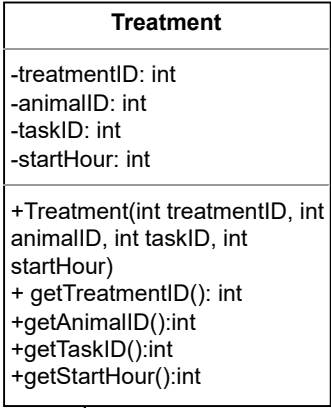 Treatment
-treatmentID: int
-animalID: int
-taskID: int
-startHour: int
+Treatment(int treatmentID, int
animalID, int taskID, int
startHour)
+ getTreatmentID(): int
+getAnimalID():int
+getTaskID():int
+getStartHour():int